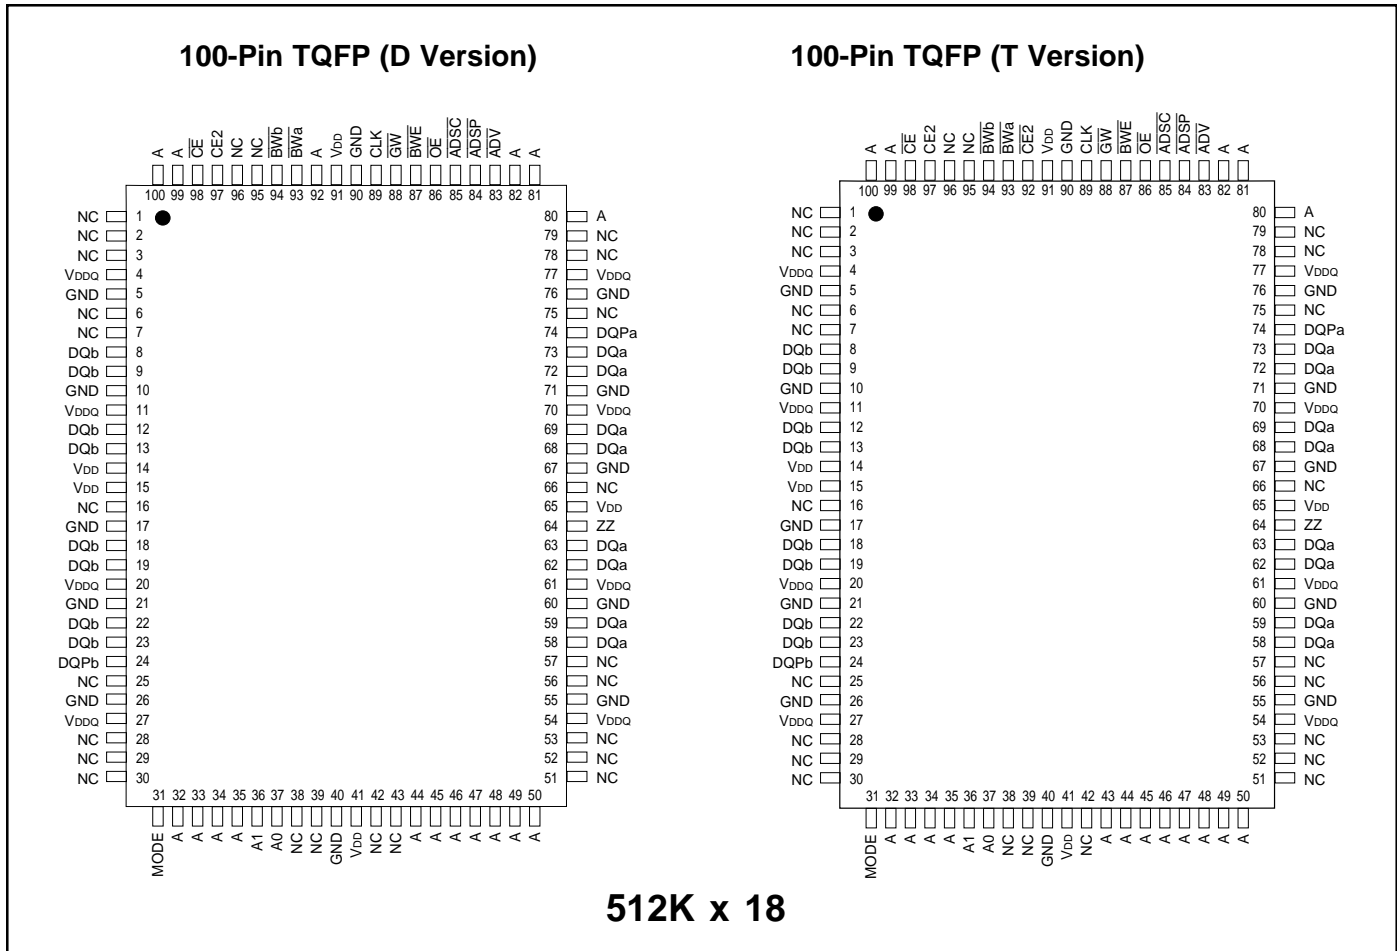 100-Pin TQFP (D Version)
A A CE CE2 NC NC BWb BWa A VDD GND CLK GW BWE OE ADSC ADSP ADV A A
100 99 98 97 96 95 94 93 92 91 90 89 88 87 86 85 84 83 82 81
NC 1 80 A
NC 2 79 NC
NC 3 78 NC
VDDQ 4 77 VDDQ
GND 5 76 GND
NC 6 75 NC
NC 7 74 DQPa
DQb 8 73 DQa
DQb 9 72 DQa
GND 10 71 GND
VDDQ 11 70 VDDQ
DQb 12 69 DQa
DQb 13 68 DQa
VDD 14 67 GND
VDD 15 66 NC
NC 16 65 VDD
GND 17 64 ZZ
DQb 18 63 DQa
DQb 19 62 DQa
VDDQ 20 61 VDDQ
GND 21 60 GND
DQb 22 59 DQa
DQb 23 58 DQa
DQPb 24 57 NC
NC 25 56 NC
GND 26 55 GND
VDDQ 27 54 VDDQ
NC 28 53 NC
NC 29 52 NC
NC 30 51 NC
31 32 33 34 35 36 37 38 39 40 41 42 43 44 45 46 47 48 49 50
MODE A A A A A1 A0 NC NC GND VDD NC NC A A A A A A A
100-Pin TQFP (T Version)
A A CE CE2 NC NC BWb BWa CE2 VDD GND CLK GW BWE OE ADSC ADSP ADV A A
100 99 98 97 96 95 94 93 92 91 90 89 88 87 86 85 84 83 82 81
NC 1 80 A
NC 2 79 NC
NC 3 78 NC
VDDQ 4 77 VDDQ
GND 5 76 GND
NC 6 75 NC
NC 7 74 DQPa
DQb 8 73 DQa
DQb 9 72 DQa
GND 10 71 GND
VDDQ 11 70 VDDQ
DQb 12 69 DQa
DQb 13 68 DQa
VDD 14 67 GND
VDD 15 66 NC
NC 16 65 VDD
GND 17 64 ZZ
DQb 18 63 DQa
DQb 19 62 DQa
VDDQ 20 61 VDDQ
GND 21 60 GND
DQb 22 59 DQa
DQb 23 58 DQa
DQPb 24 57 NC
NC 25 56 NC
GND 26 55 GND
VDDQ 27 54 VDDQ
NC 28 53 NC
NC 29 52 NC
NC 30 51 NC
31 32 33 34 35 36 37 38 39 40 41 42 43 44 45 46 47 48 49 50
MODE A A A A A1 A0 NC NC GND VDD NC A A A A A A A A
512K x 18